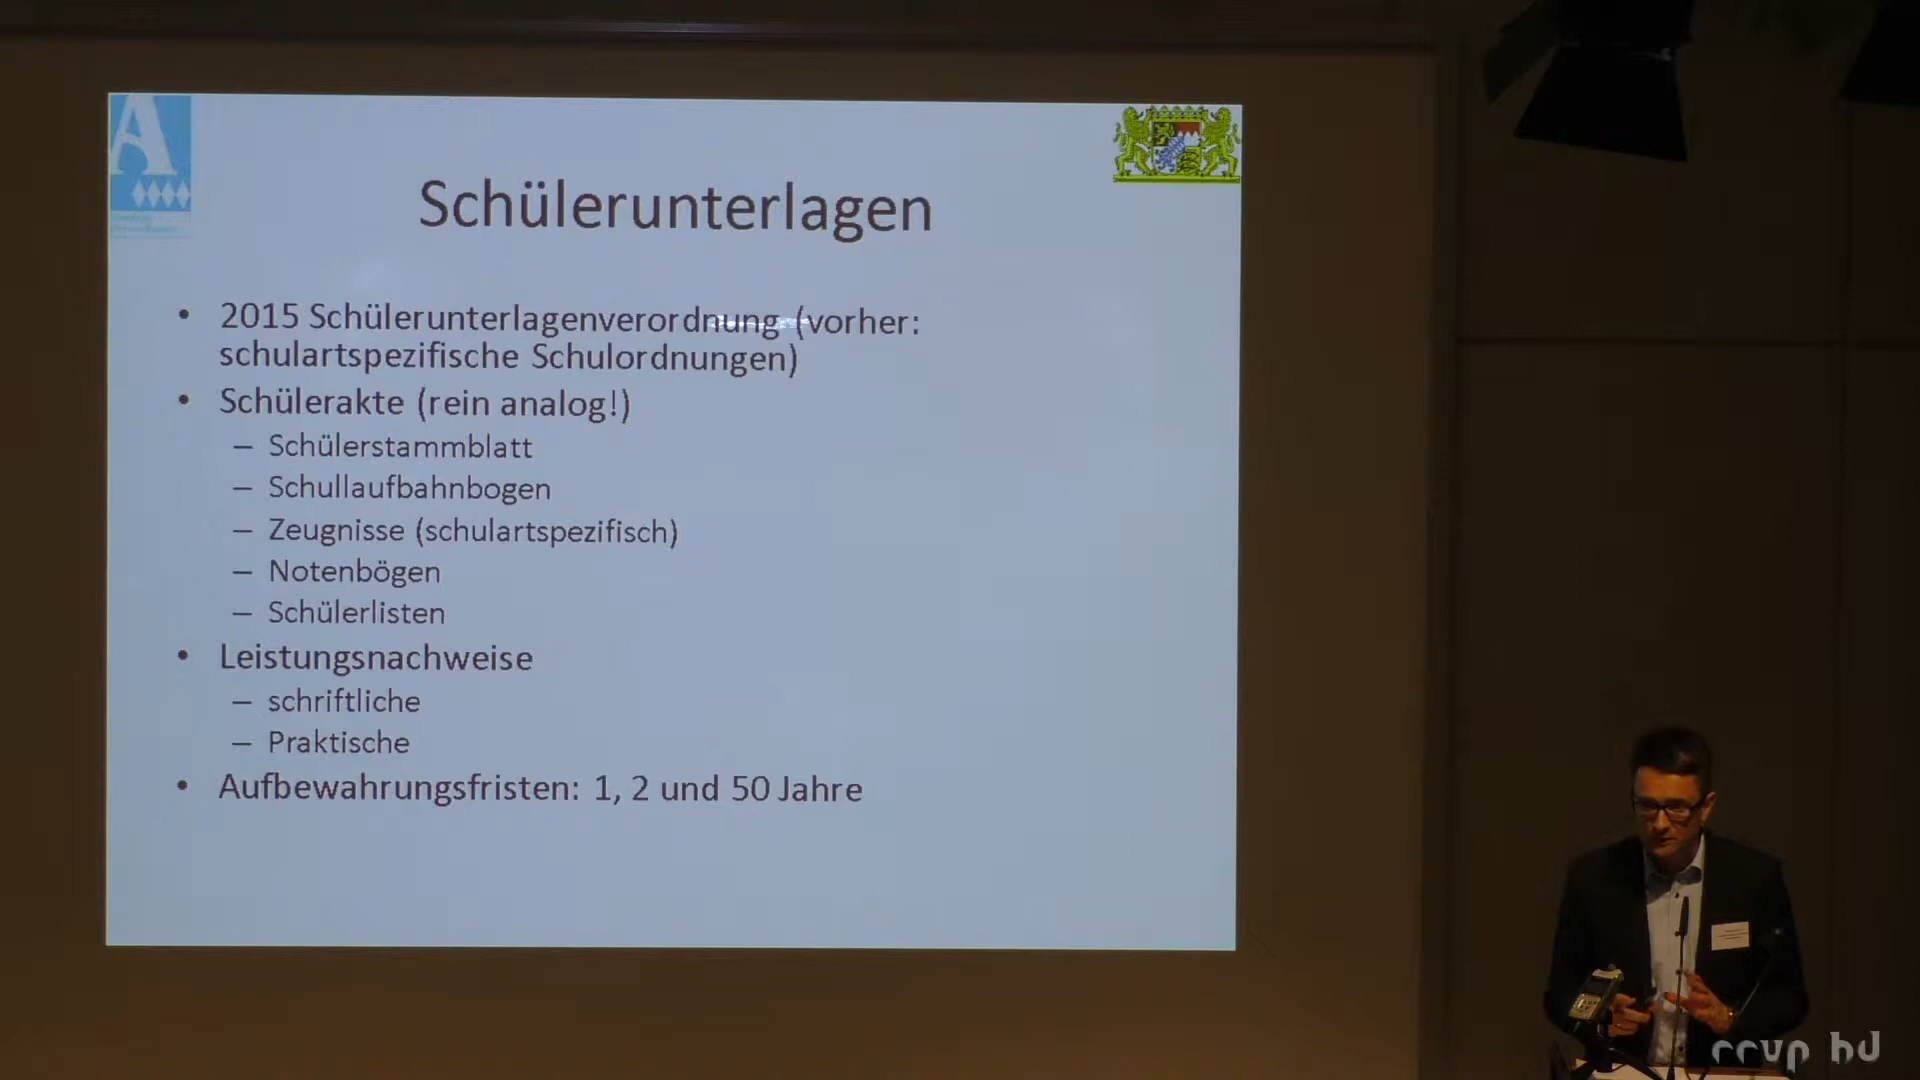 A
Schülerunterlagen
• 2015 Schülerunterlagenverordnung (vorher:
schulartspezifische Schulordnungen)
• Schülerakte (rein analog!)
– Schülerstammblatt
– Schullaufbahnbogen
– Zeugnisse (schulartspezifisch)
– Notenbögen
– Schülerlisten
• Leistungsnachweise
– schriftliche
– Praktische
• Aufbewahrungsfristen: 1, 2 und 50 Jahre